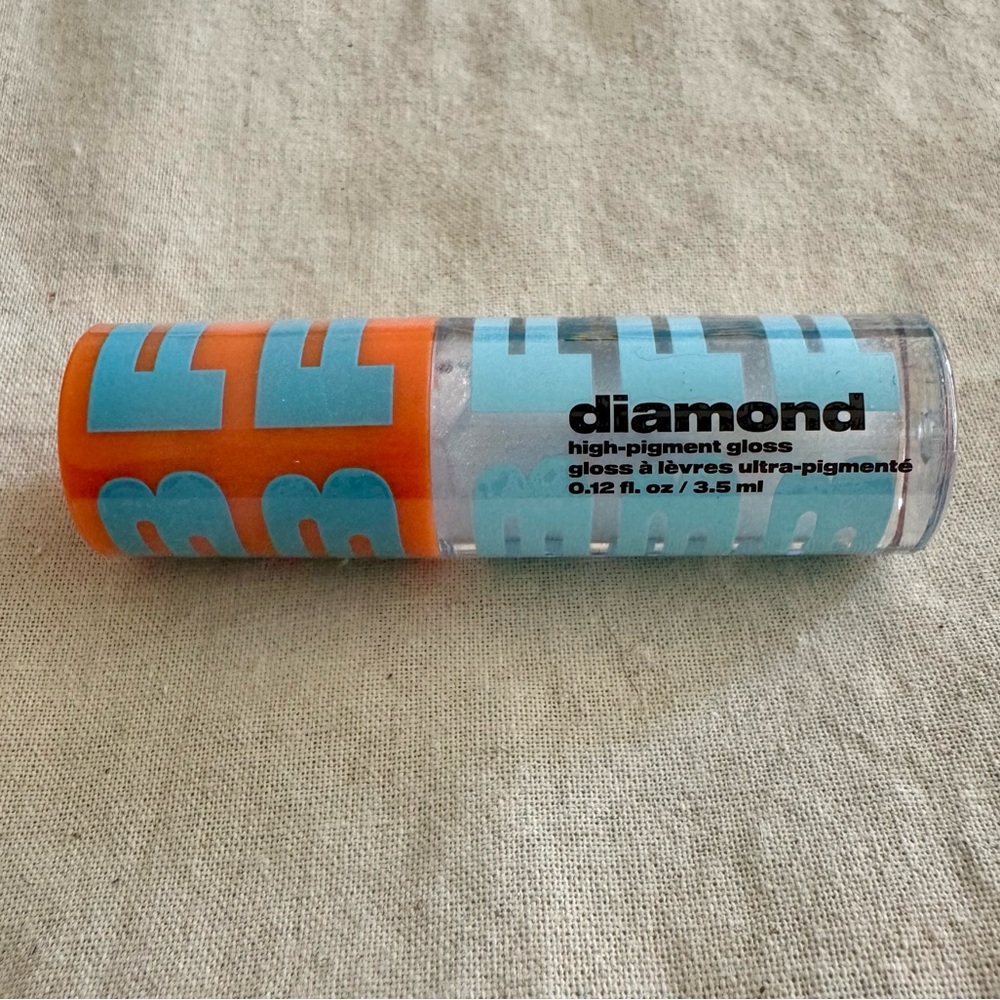 F F F F F
diamond
high-pigment gloss
gloss à lèvres ultra-pigmenté
0.12 fl. oz / 3.5 ml
B B B B B